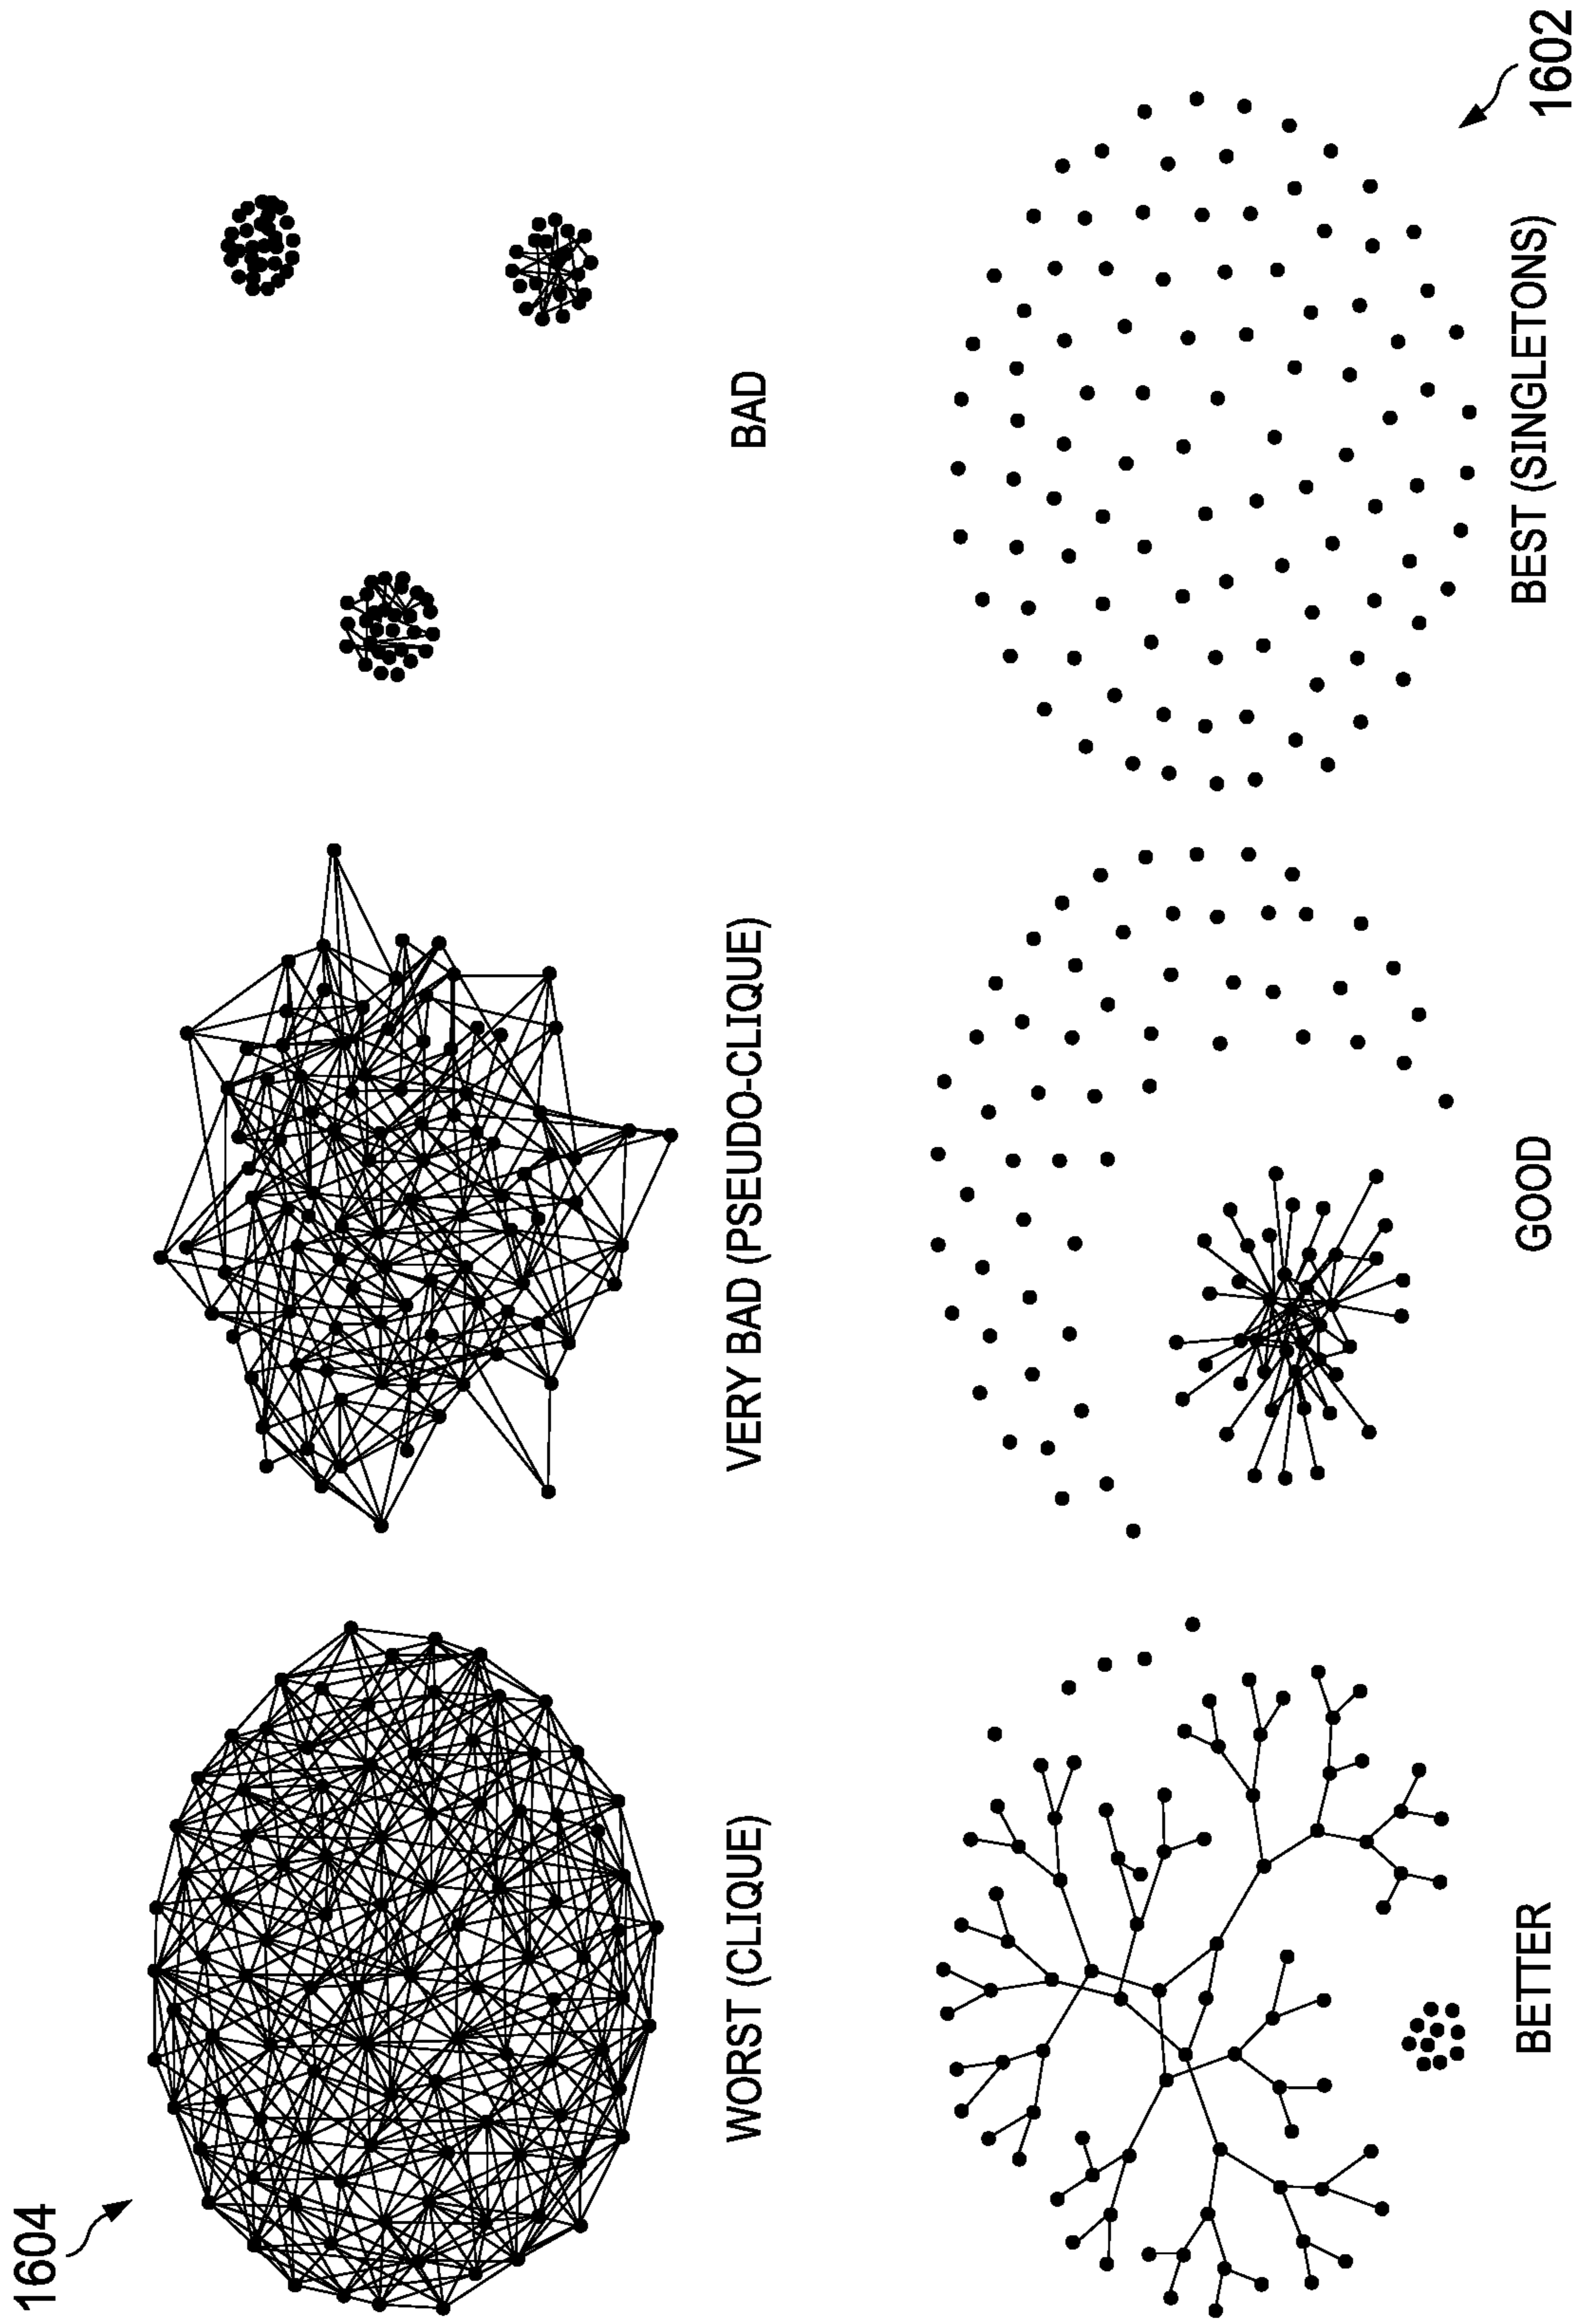 1604
WORST (CLIQUE)
VERY BAD (PSEUDO-CLIQUE)
BAD
BETTER
GOOD
BEST (SINGLETONS)
1602